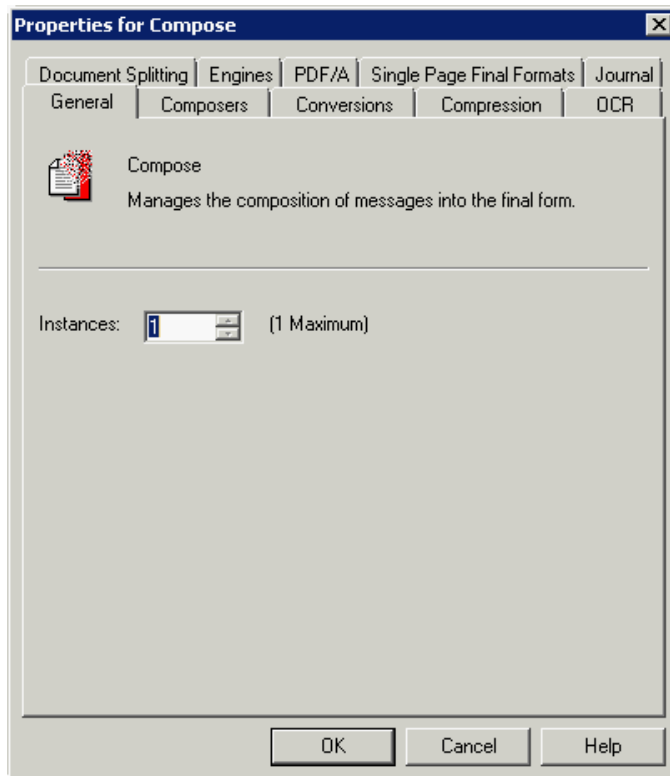 Properties for Compose
Document Splitting Engines PDF/A Single Page Final Formats Journal
General Composers Conversions Compression OCR
Compose
Manages the composition of messages into the final form.
Instances: 1 (1 Maximum)
OK Cancel Help